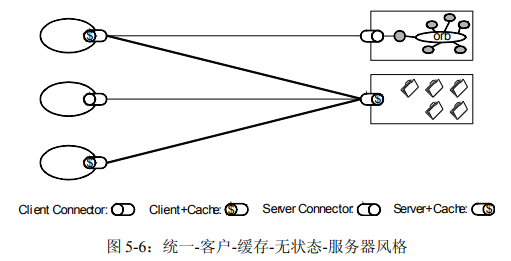 $
orb
$
$
Client Connector: Client+Cache: $ Server Connector: Server+Cache: $
图 5-6：统一-客户-缓存-无状态-服务器风格